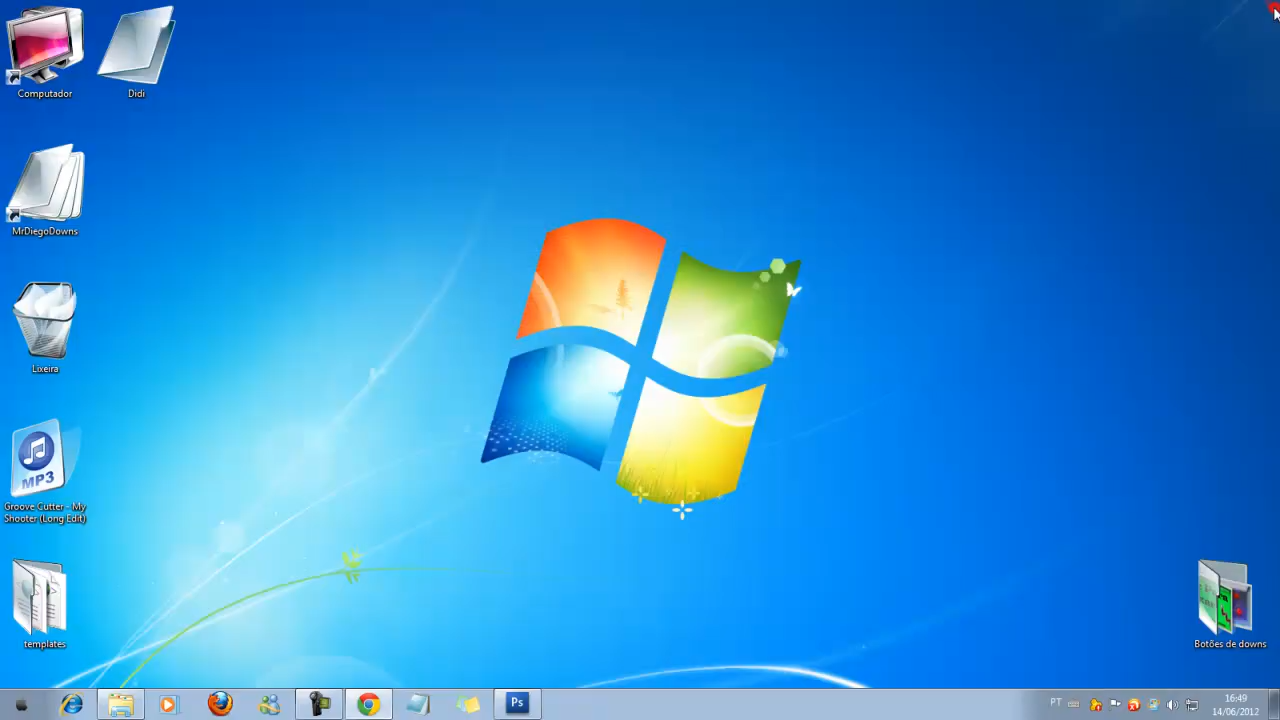 Computador
Didi
MrDiegoDowns
Lixeira
MP3
Groove Cutter - My
Shooter (Long Edit)
templates
Botões de downs
Ps
PT
16:49
14/06/2012